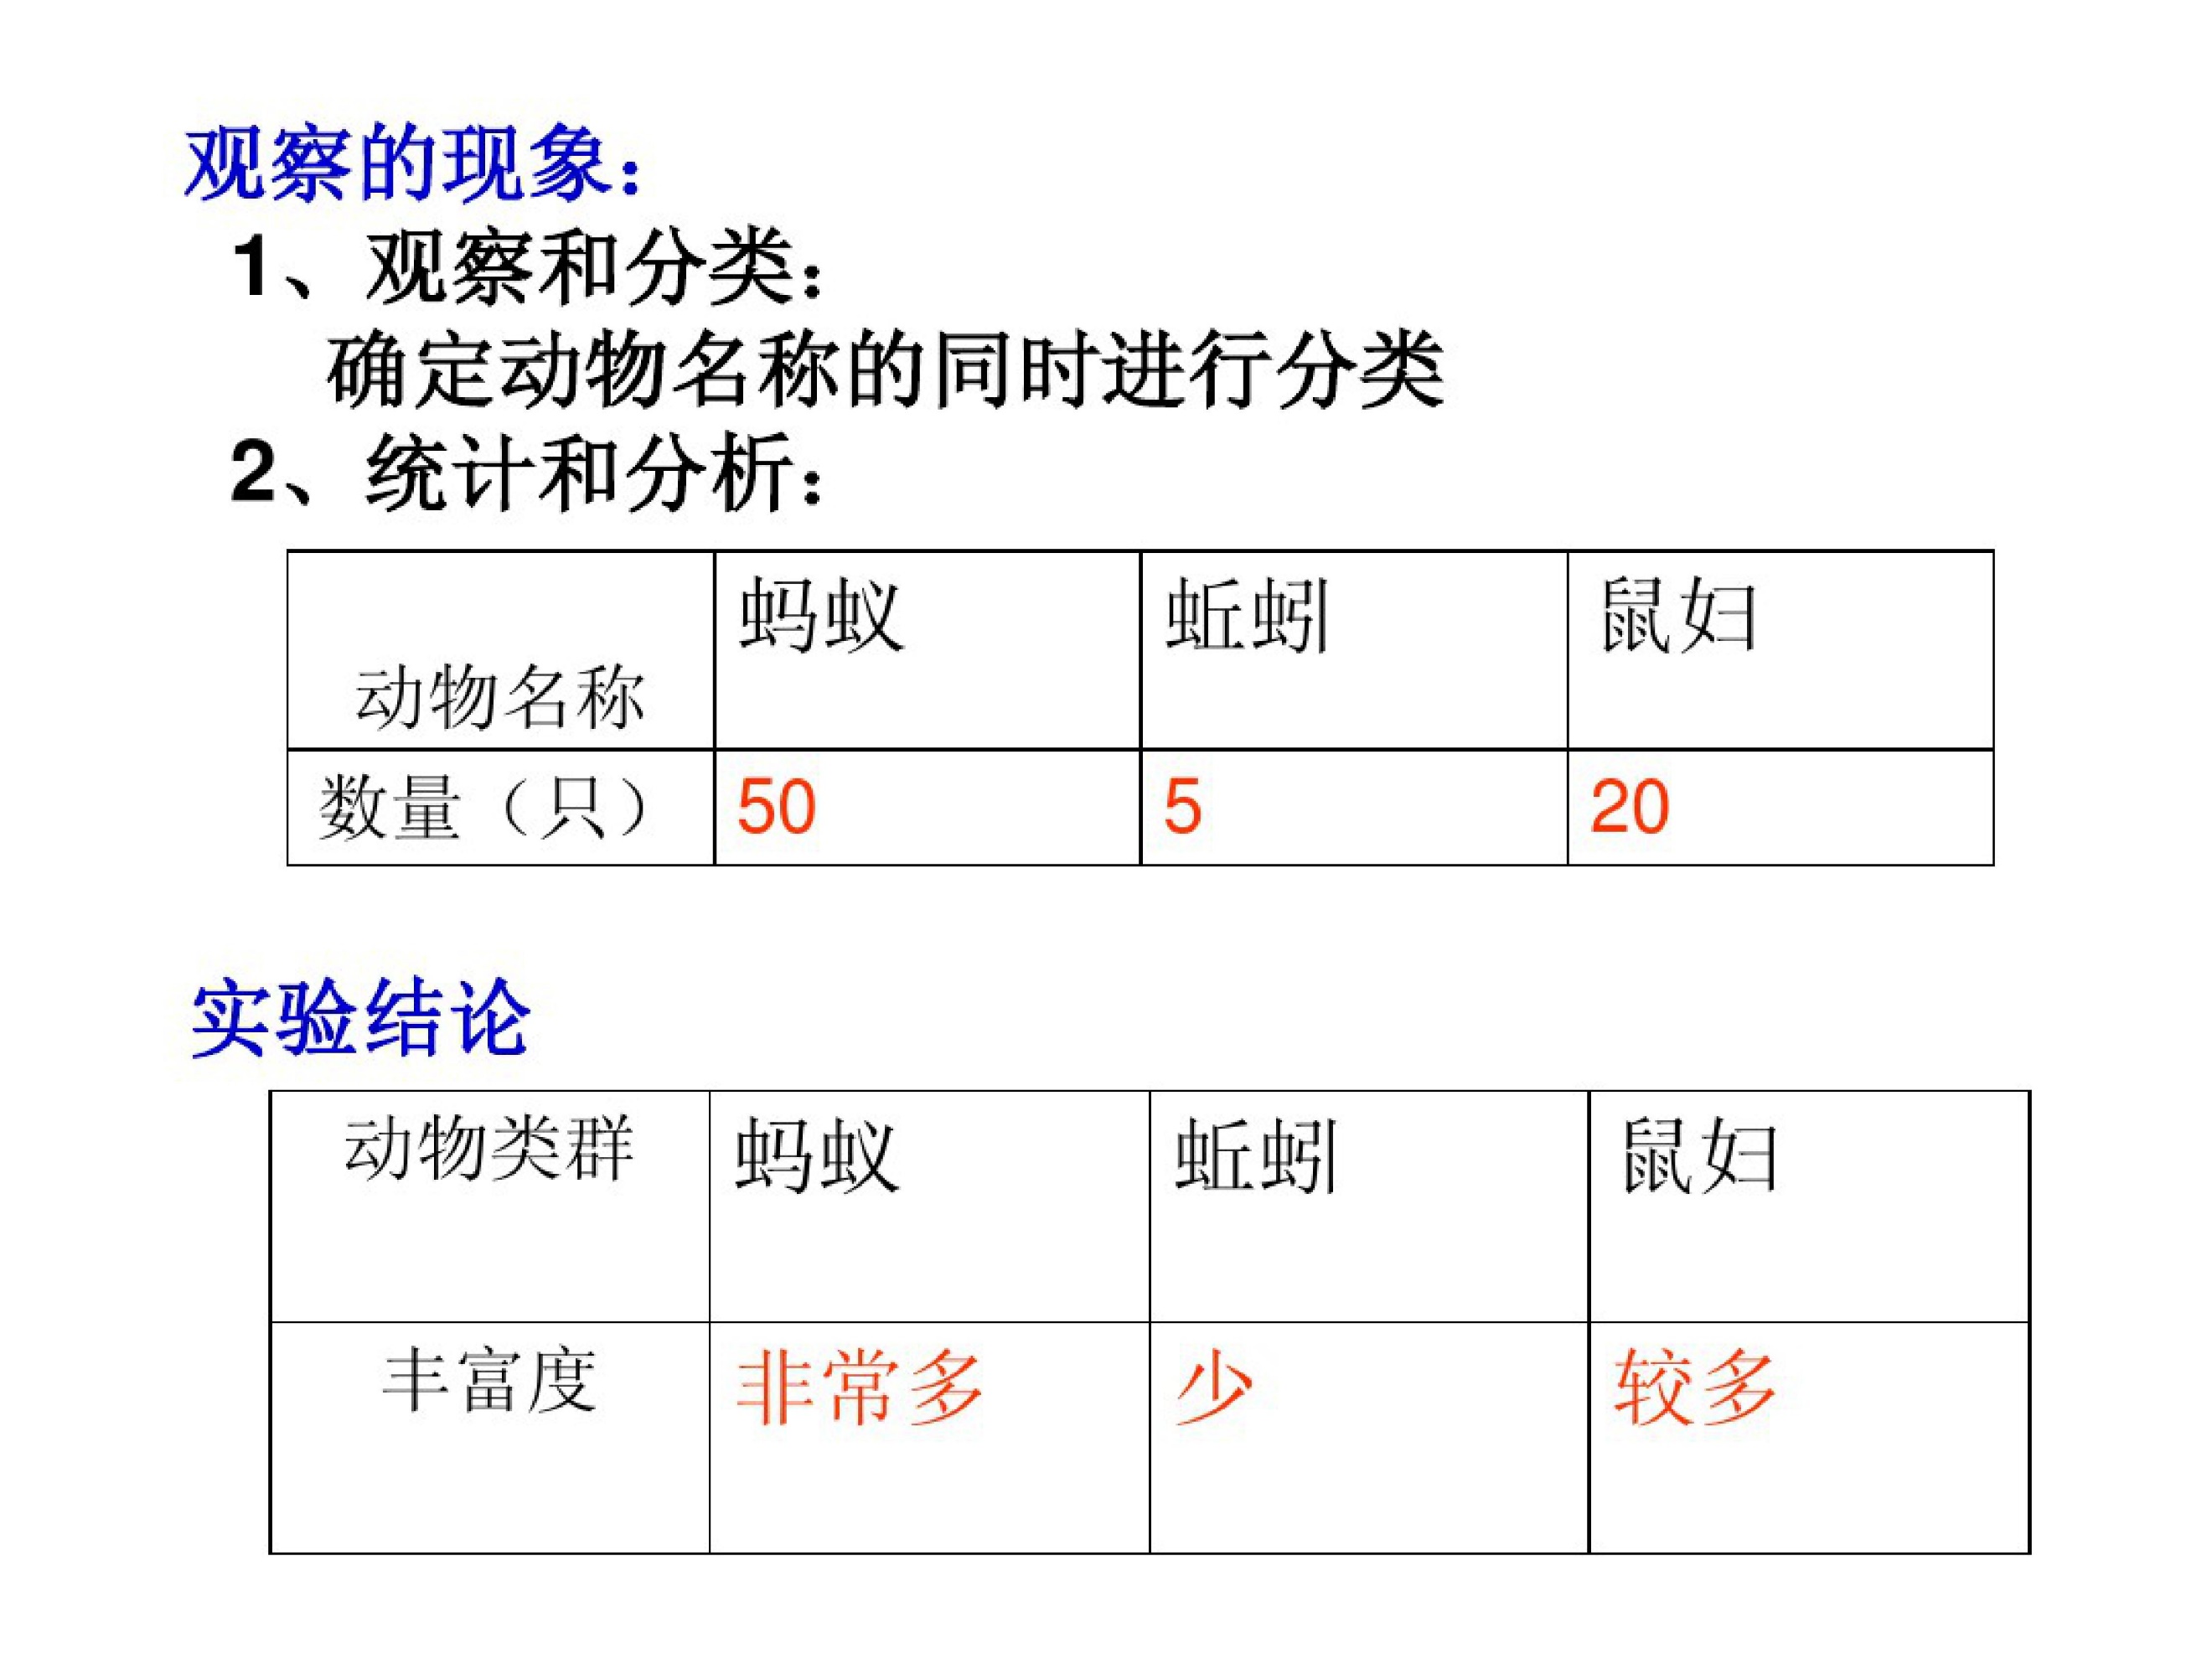 观察的现象：
1、观察和分类：
确定动物名称的同时进行分类
2、统计和分析：
动物名称 蚂蚁 蚯蚓 鼠妇
数量（只） 50 5 20
实验结论
动物类群 蚂蚁 蚯蚓 鼠妇
丰富度 非常多 少 较多